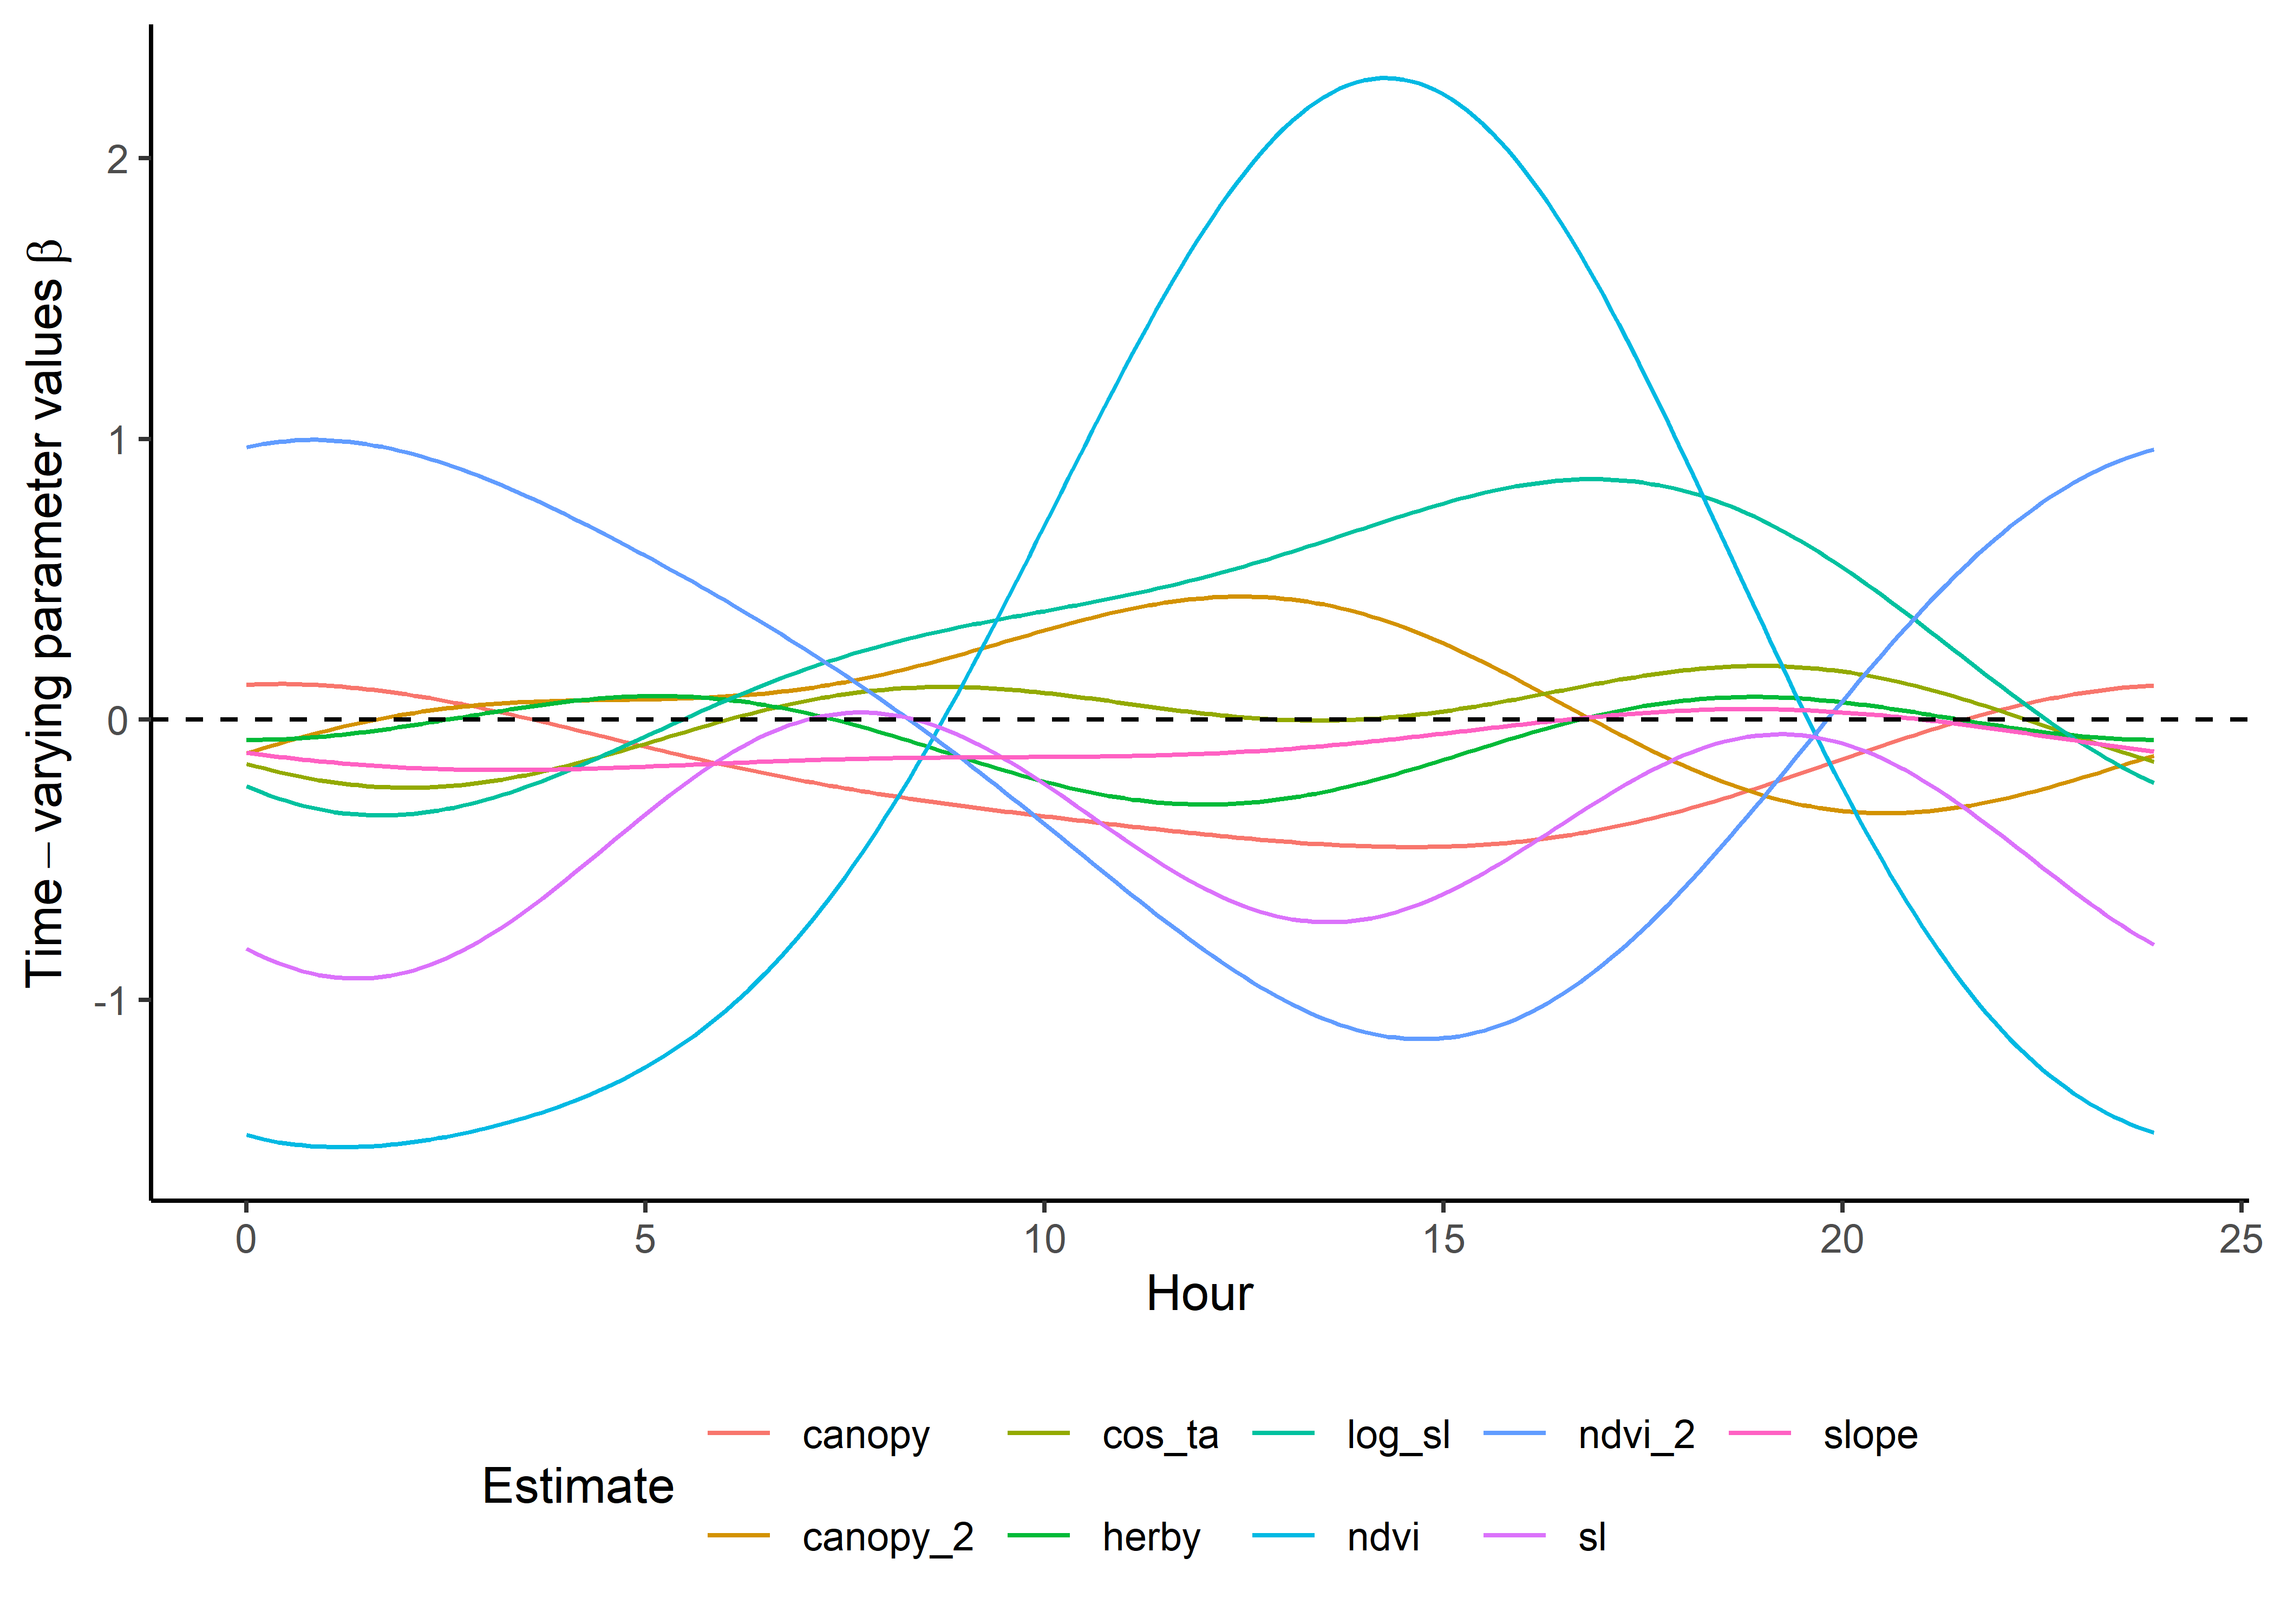 Time − varying parameter values β
2
1
0
-1
0 5 10 15 20 25
Hour
Estimate
canopy cos_ta log_sl ndvi_2 slope
canopy_2 herby ndvi sl